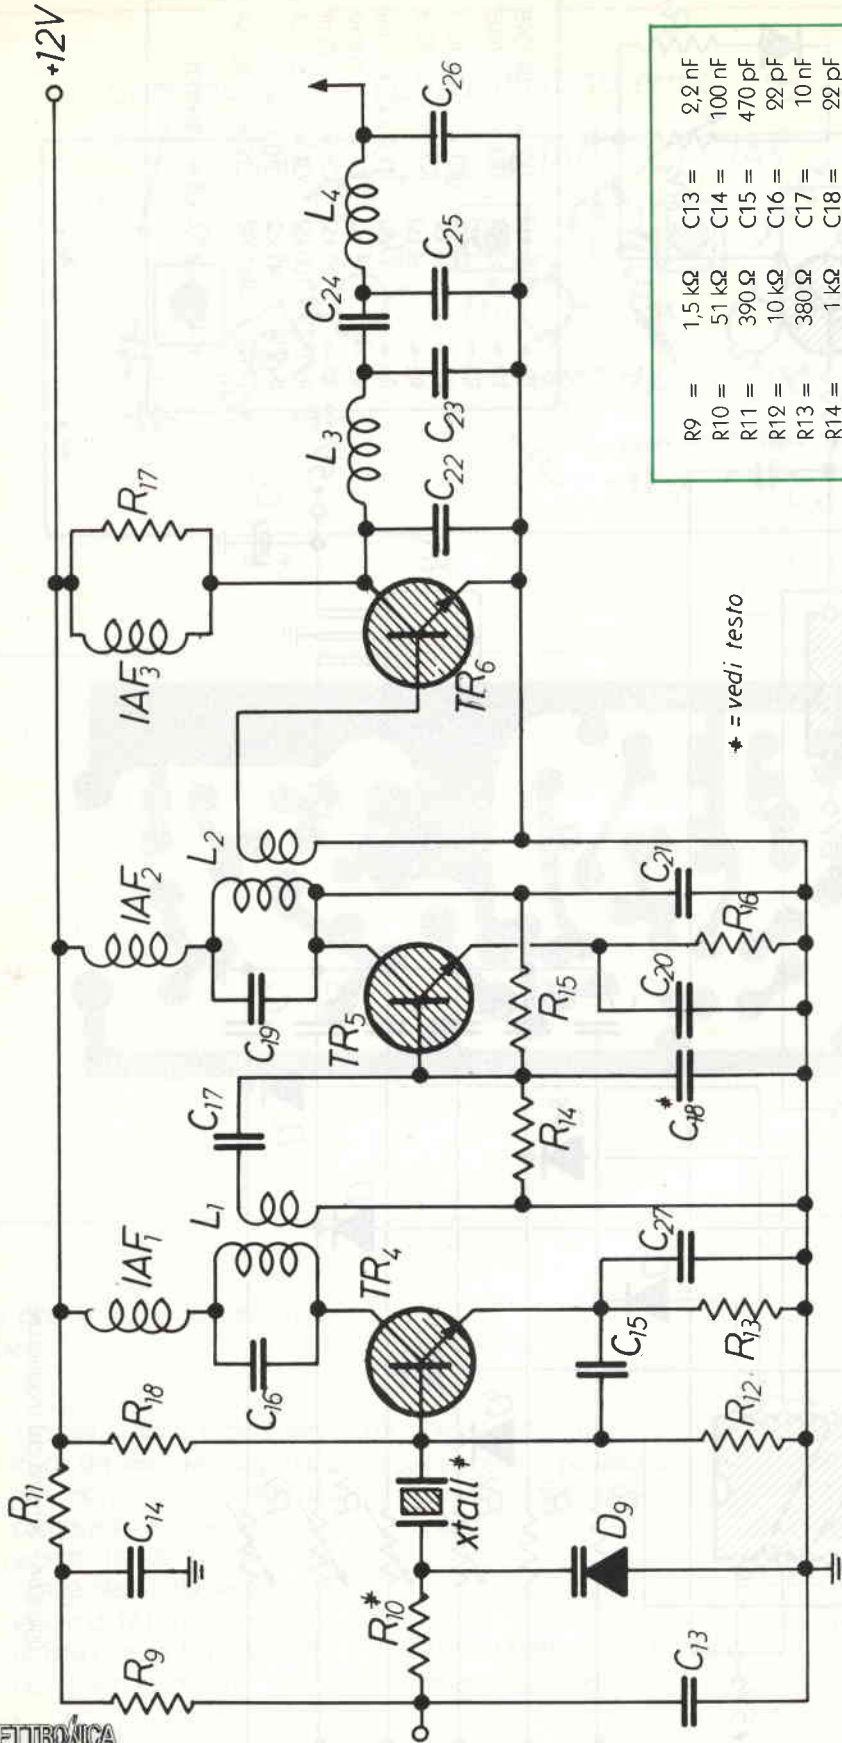 +12V
R11
R9
C14
R18
IAF1
C16
L1
C17
IAF2
C19
L2
IAF3
R17
R10*
xtall*
TR4
TR5
TR6
L3
C24
L4
C22
C23
C25
C26
C13
D9
R12
C15
R13
C27
R14
R15
C18*
C20
R16
C21
* = vedi testo
R9 = 1,5 kΩ C13 = 2,2 nF
R10 = 51 kΩ C14 = 100 nF
R11 = 390 Ω C15 = 470 pF
R12 = 10 kΩ C16 = 22 pF
R13 = 380 Ω C17 = 10 nF
R14 = 1 kΩ C18 = 22 pF
ETTRONICA